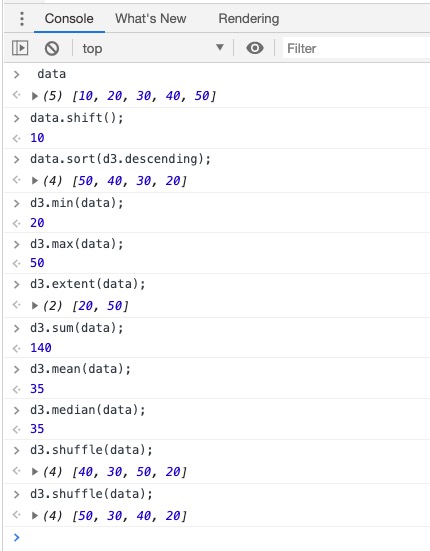 Console What's New Rendering
top Filter
data
(5) [10, 20, 30, 40, 50]
data.shift();
10
data.sort(d3.descending);
(4) [50, 40, 30, 20]
d3.min(data);
20
d3.max(data);
50
d3.extent(data);
(2) [20, 50]
d3.sum(data);
140
d3.mean(data);
35
d3.median(data);
35
d3.shuffle(data);
(4) [40, 30, 50, 20]
d3.shuffle(data);
(4) [50, 30, 40, 20]